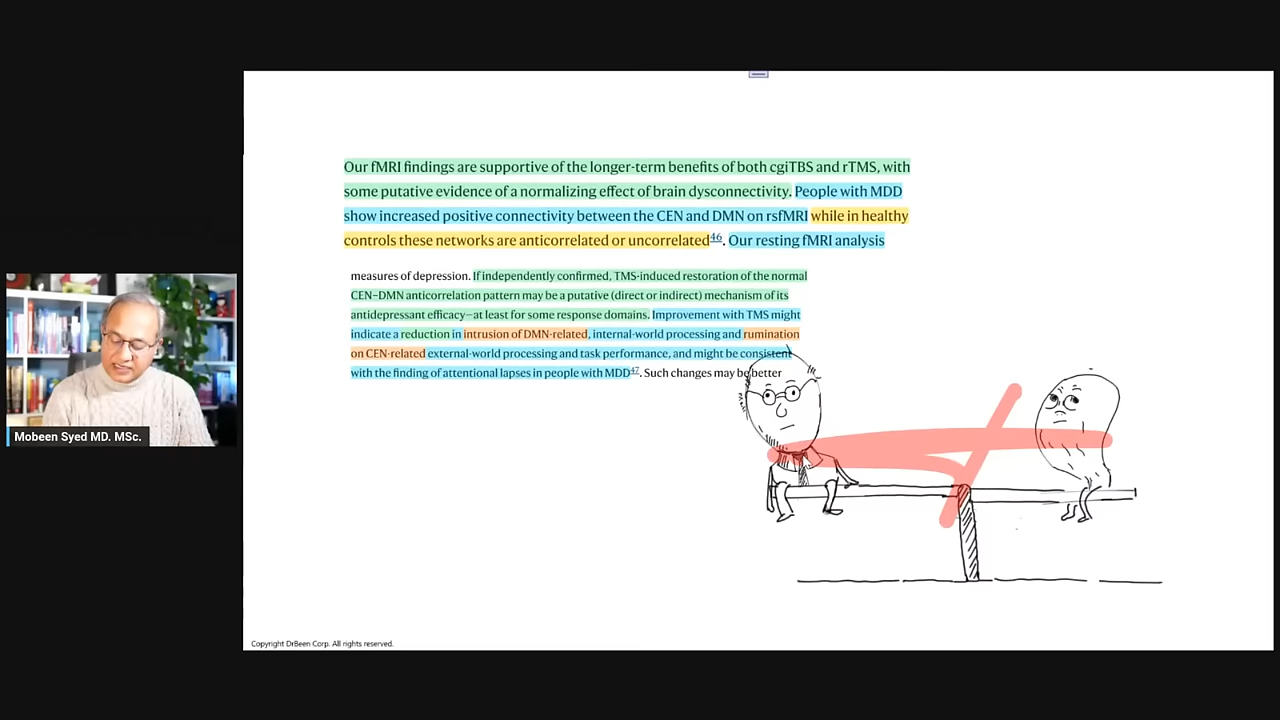 Our fMRI findings are supportive of the longer-term benefits of both cgiTBS and rTMS, with
some putative evidence of a normalizing effect of brain dysconnectivity. People with MDD
show increased positive connectivity between the CEN and DMN on rsfMRI while in healthy
controls these networks are anticorrelated or uncorrelated46. Our resting fMRI analysis
measures of depression. If independently confirmed, TMS-induced restoration of the normal
CEN–DMN anticorrelation pattern may be a putative (direct or indirect) mechanism of its
antidepressant efficacy—at least for some response domains. Improvement with TMS might
indicate a reduction in intrusion of DMN-related, internal-world processing and rumination
on CEN-related external-world processing and task performance, and might be consistent
with the finding of attentional lapses in people with MDD47. Such changes may be better
Mobeen Syed MD. MSc.
Copyright DrBeen Corp. All rights reserved.